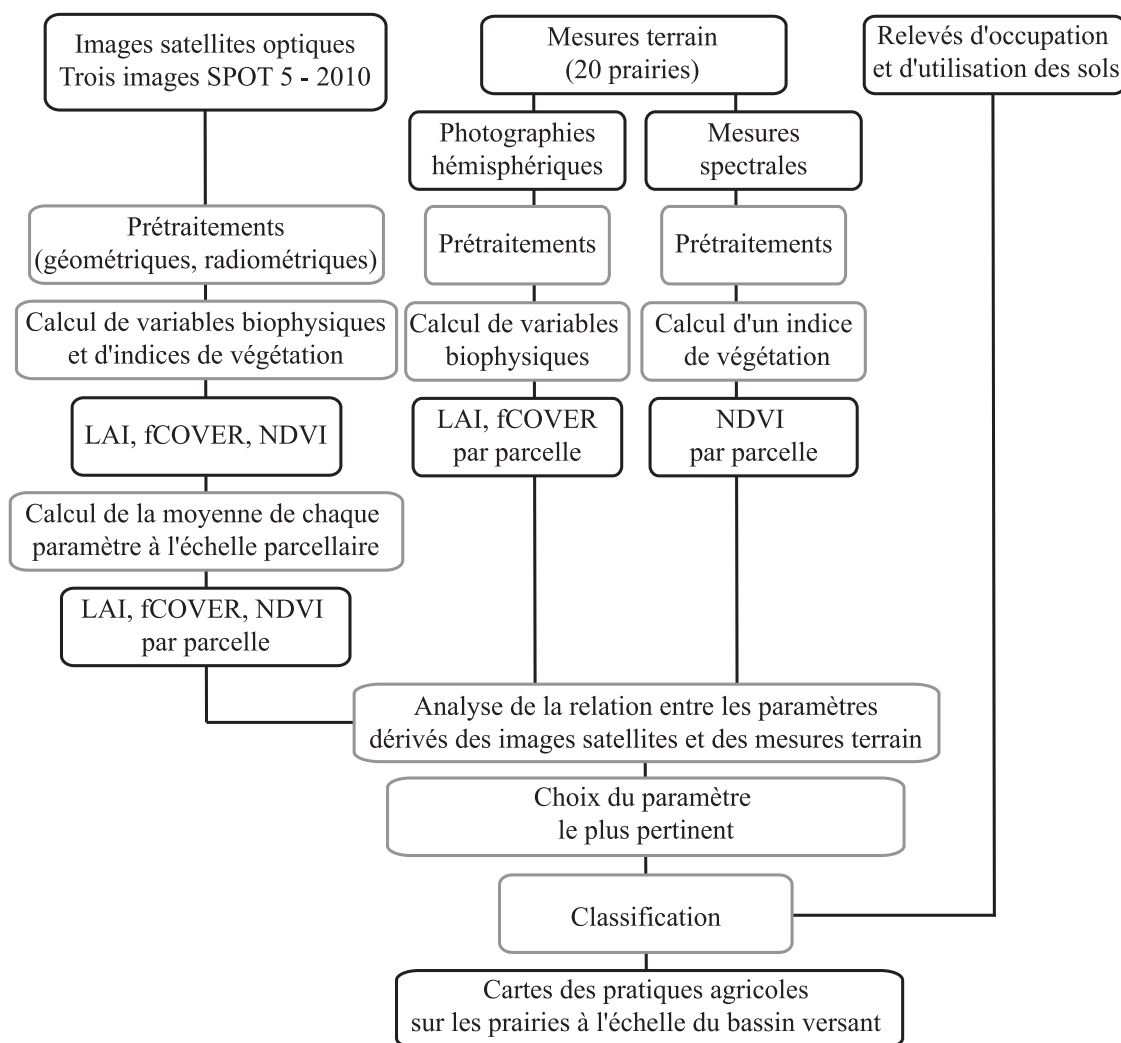 Images satellites optiques
Trois images SPOT 5 - 2010
Mesures terrain
(20 prairies)
Relevés d'occupation
et d'utilisation des sols
Photographies
hémisphériques
Mesures
spectrales
Prétraitements
(géométriques, radiométriques)
Prétraitements
Prétraitements
Calcul de variables biophysiques
et d'indices de végétation
Calcul de variables
biophysiques
Calcul d'un indice
de végétation
LAI, fCOVER, NDVI
LAI, fCOVER
par parcelle
NDVI
par parcelle
Calcul de la moyenne de chaque
paramètre à l'échelle parcellaire
LAI, fCOVER, NDVI
par parcelle
Analyse de la relation entre les paramètres
dérivés des images satellites et des mesures terrain
Choix du paramètre
le plus pertinent
Classification
Cartes des pratiques agricoles
sur les prairies à l'échelle du bassin versant